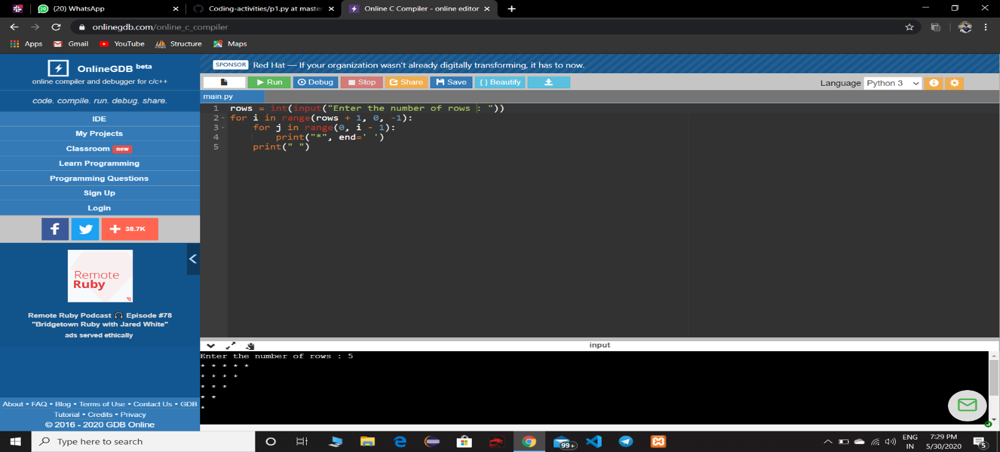 (20) WhatsApp
Coding-activities/p1.py at master
Online C Compiler - online editor
onlinegdb.com/online_c_compiler
Apps Gmail YouTube Structure Maps
OnlineGDB beta
online compiler and debugger for c/c++
code. compile. run. debug. share.
IDE
My Projects
Classroom new
Learn Programming
Programming Questions
Sign Up
Login
f 38.7K
Remote
Ruby
Remote Ruby Podcast 🎧 Episode #78
"Bridgetown Ruby with Jared White"
ads served ethically
About • FAQ • Blog • Terms of Use • Contact Us • GDB
Tutorial • Credits • Privacy
© 2016 - 2020 GDB Online
SPONSOR Red Hat — If your organization wasn't already digitally transforming, it has to now.
Run Debug Stop Share Save { } Beautify
Language Python 3
main.py
1 rows = int(input("Enter the number of rows : "))
2 for i in range(rows + 1, 0, -1):
3 for j in range(0, i - 1):
4 print("*", end=' ')
5 print(" ")
input
Enter the number of rows : 5
* * * * *
* * * *
* * *
* *
*
Type here to search
99+
ENG
IN
7:29 PM
5/30/2020
5